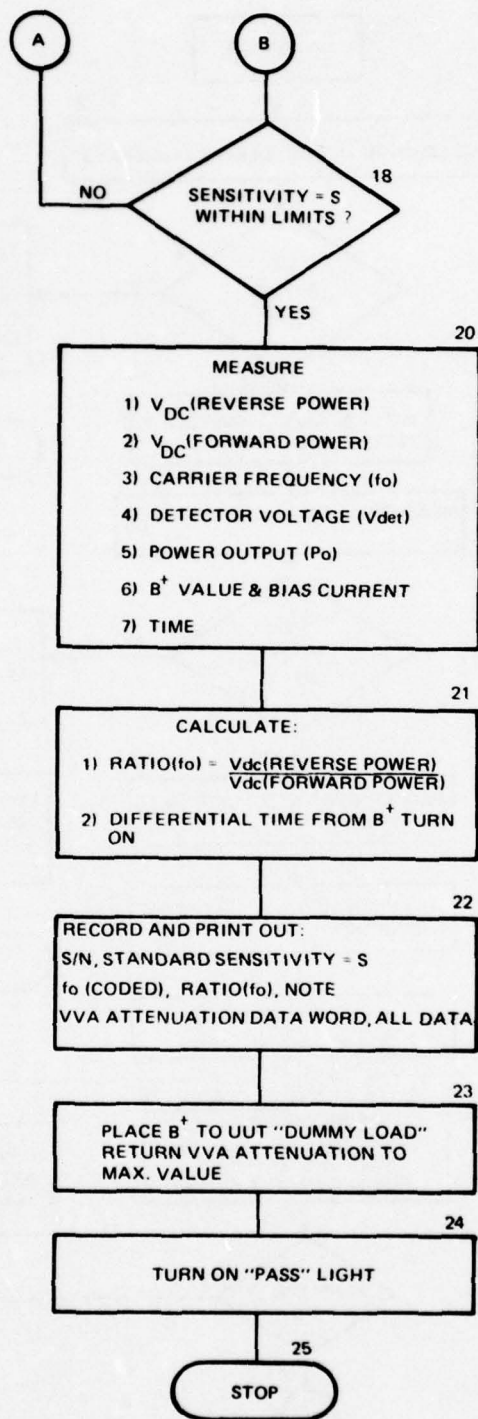 A
B
18
NO
SENSITIVITY = S
WITHIN LIMITS ?
YES
20
MEASURE
1) VDC (REVERSE POWER)
2) VDC (FORWARD POWER)
3) CARRIER FREQUENCY (fo)
4) DETECTOR VOLTAGE (Vdet)
5) POWER OUTPUT (Po)
6) B+ VALUE & BIAS CURRENT
7) TIME
21
CALCULATE:
1) RATIO(fo) = Vdc(REVERSE POWER)
Vdc(FORWARD POWER)
2) DIFFERENTIAL TIME FROM B+ TURN
ON
22
RECORD AND PRINT OUT:
S/N, STANDARD SENSITIVITY = S
fo (CODED), RATIO(fo), NOTE
VVA ATTENUATION DATA WORD, ALL DATA
23
PLACE B+ TO UUT "DUMMY LOAD"
RETURN VVA ATTENUATION TO
MAX. VALUE
24
TURN ON "PASS" LIGHT
25
STOP